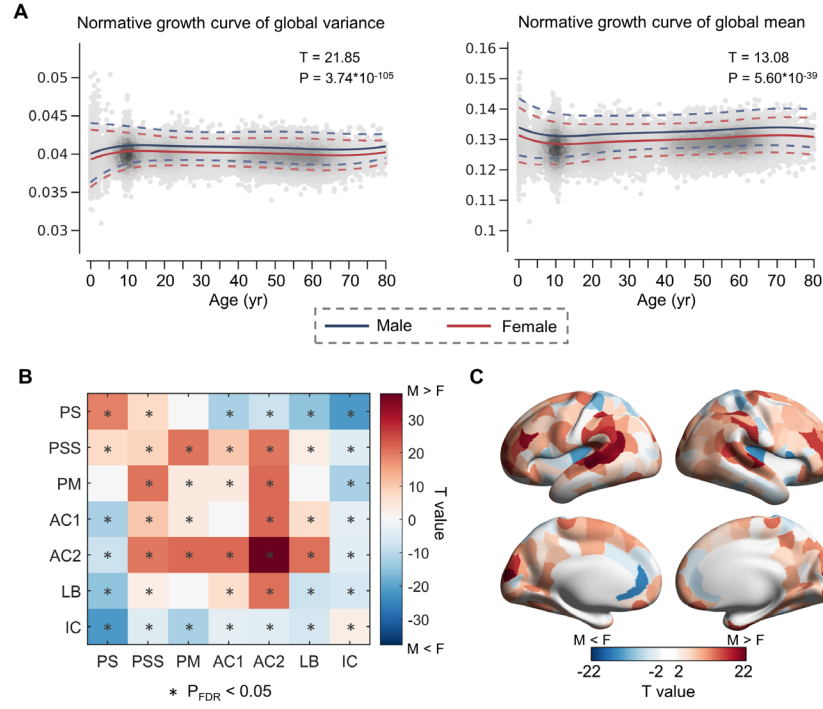 A
Normative growth curve of global variance
T = 21.85
P = 3.74*10-105
0.05
0.045
0.04
0.035
0.03
0 10 20 30 40 50 60 70 80
Age (yr)
Normative growth curve of global mean
T = 13.08
P = 5.60*10-39
0.16
0.15
0.14
0.13
0.12
0.11
0.1
0 10 20 30 40 50 60 70 80
Age (yr)
Male Female
B
PS * * * * * *
PSS * * * * * * *
PM * * * * *
AC1 * * * * * *
AC2 * * * * * * *
LB * * * * * *
IC * * * * * * *
PS PSS PM AC1 AC2 LB IC
* PFDR < 0.05
M > F
30
20
10
0
-10
-20
-30
M < F
T value
C
M < F M > F
-22 -2 2 22
T value